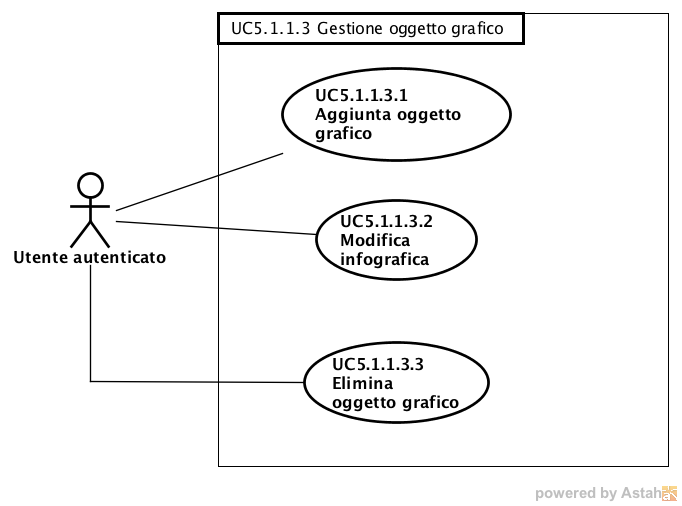 UC5.1.1.3 Gestione oggetto grafico
UC5.1.1.3.1
Aggiunta oggetto
grafico
UC5.1.1.3.2
Modifica
infografica
Utente autenticato
UC5.1.1.3.3
Elimina
oggetto grafico
powered by Astah